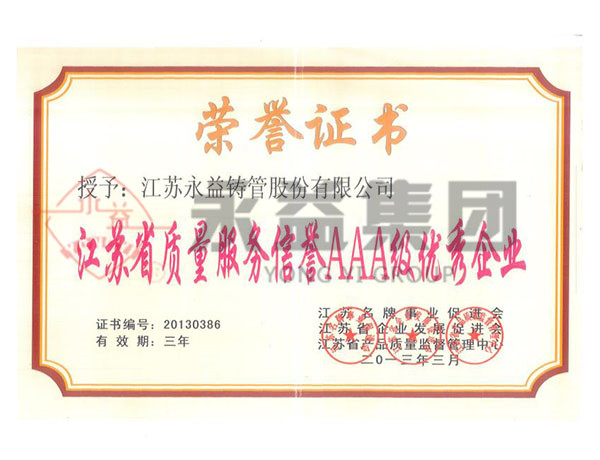 荣誉证书
授予：江苏永益铸管股份有限公司
永益集团
江苏省质量服务信誉AAA级优秀企业
YONG YI GROUP
证书编号：20130386
有效期：三年
江苏名牌事业促进会
江苏省企业发展促进会
江苏省产品质量监督管理中心
二〇一三年三月